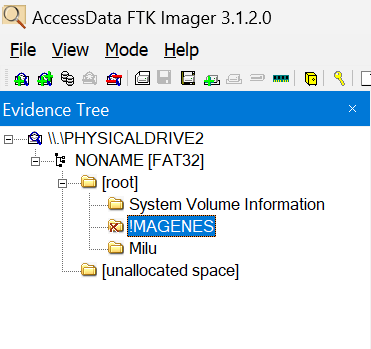 AccessData FTK Imager 3.1.2.0
File View Mode Help
Evidence Tree
\\.\PHYSICALDRIVE2
NONAME [FAT32]
[root]
System Volume Information
!MAGENES
Milu
[unallocated space]